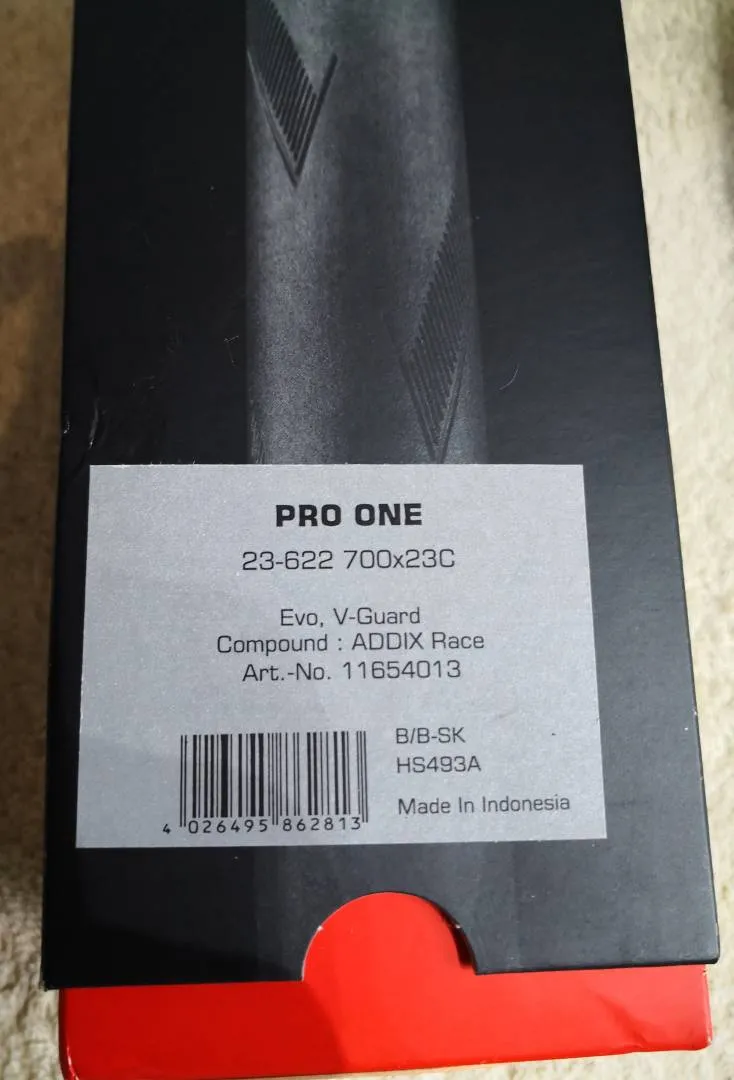 PRO ONE
23-622 700x23C
Evo, V-Guard
Compound : ADDIX Race
Art.-No. 11654013
B/B-SK
HS493A
Made In Indonesia
4 026495 862813